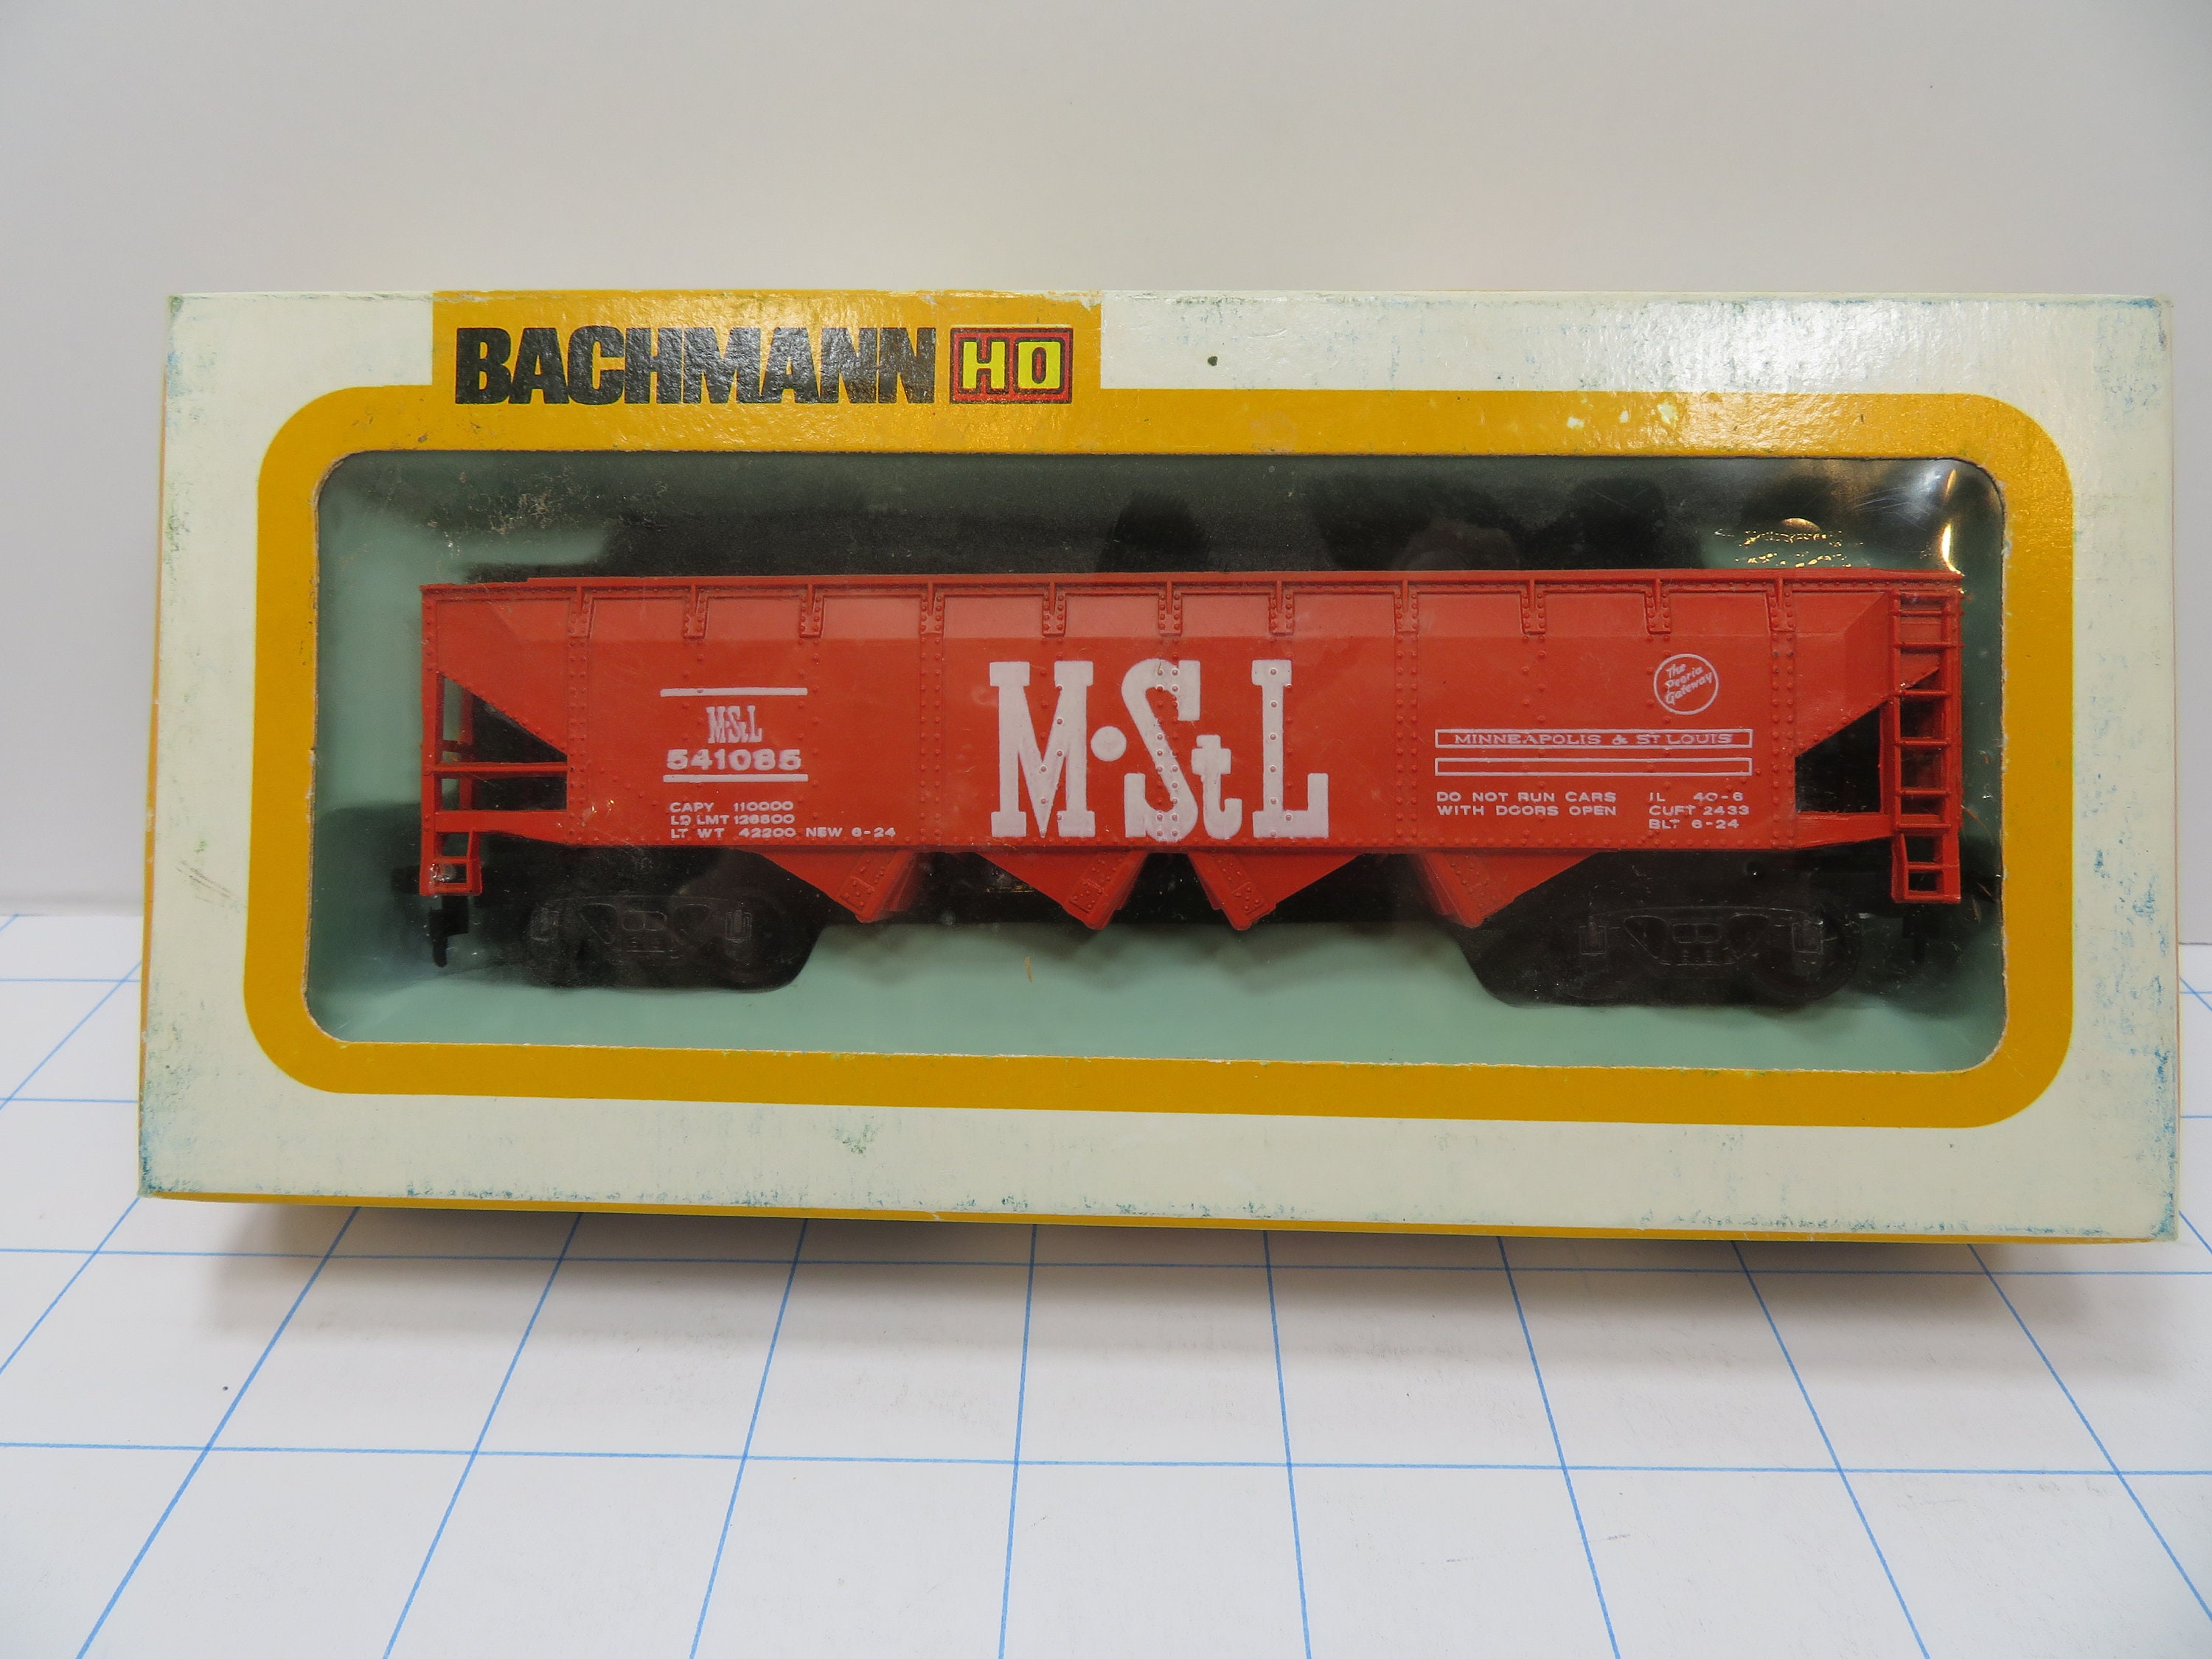 BACHMANN HO
M·StL
541085
CAPY 110000
LD LMT 126800
LT WT 42200 NEW 6-24
M·StL
The
Peoria
Gateway
MINNEAPOLIS & ST LOUIS
DO NOT RUN CARS
WITH DOORS OPEN
IL 40-6
CUFT 2433
BLT 6-24